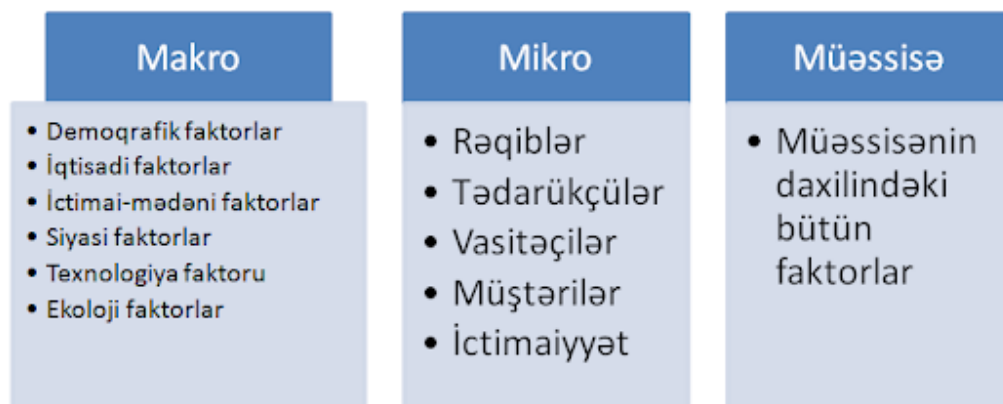 Makro
• Demoqrafik faktorlar
• İqtisadi faktorlar
• İctimai-mədəni faktorlar
• Siyasi faktorlar
• Texnologiya faktoru
• Ekoloji faktorlar
Mikro
• Rəqiblər
• Tədarükçülər
• Vasitəçilər
• Müştərilər
• İctimaiyyət
Müəssisə
• Müəssisənin
daxilindəki
bütün
faktorlar